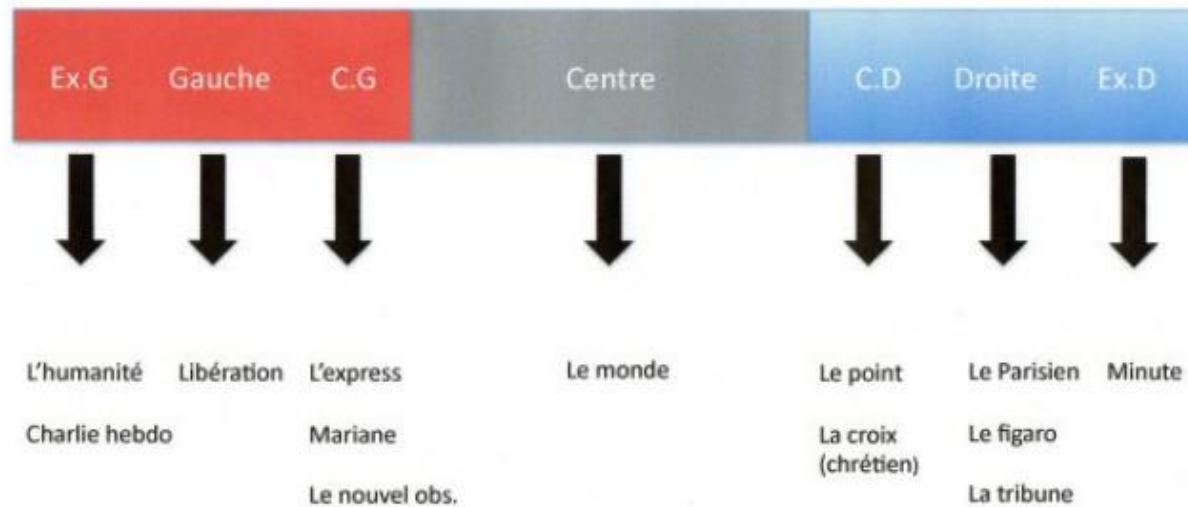 Ex.G Gauche C.G Centre C.D Droite Ex.D
L'humanité Libération L'express Le monde Le point Le Parisien Minute
Charlie hebdo Mariane La croix Le figaro
(chrétien)
Le nouvel obs. La tribune